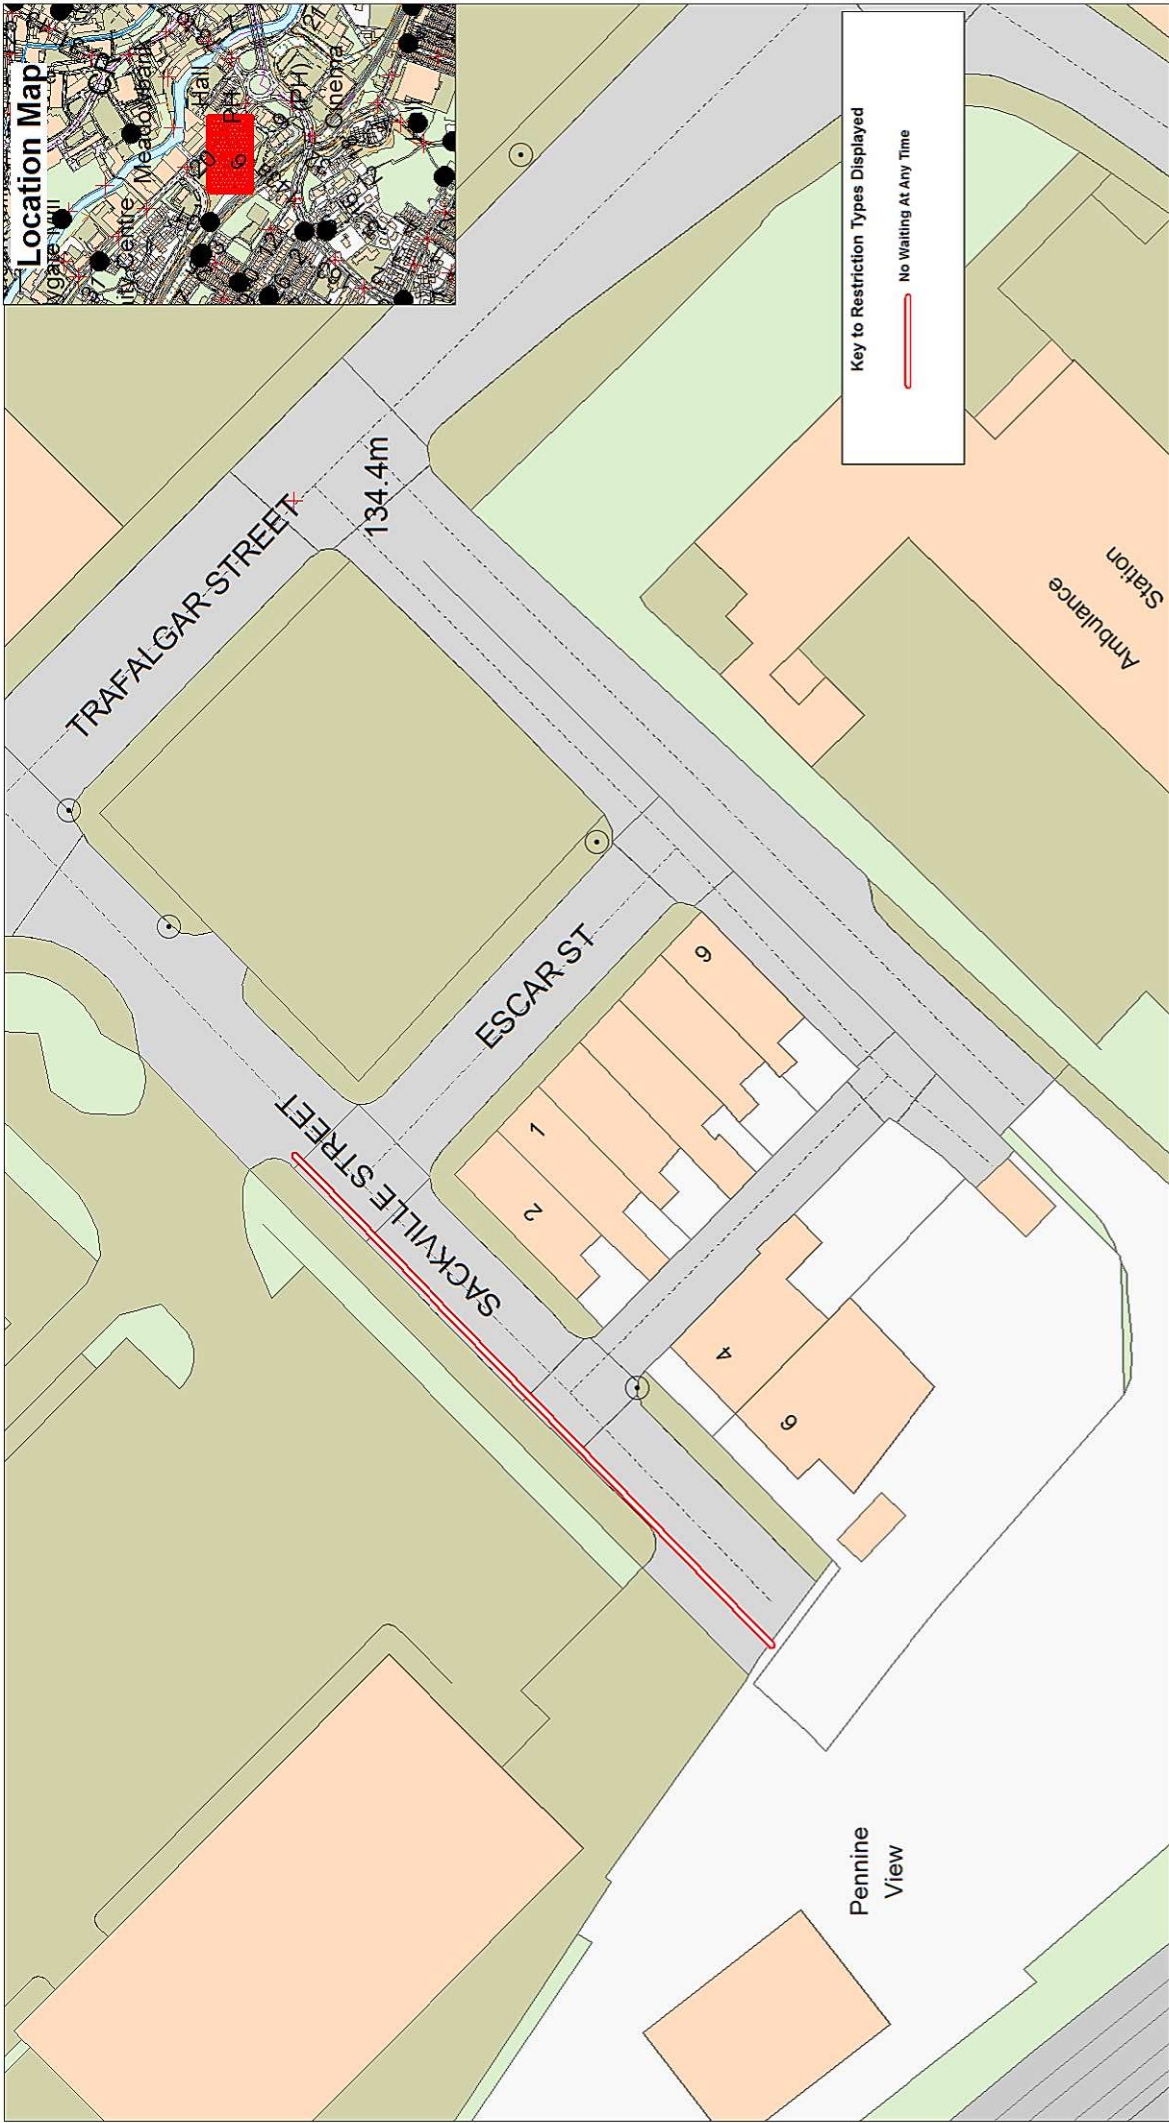 Location Map
Meadowbank
Hall
PH
(PH)
Cinema
Key to Restriction Types Displayed
No Waiting At Any Time
TRAFALGAR STREET
134.4m
ESCAR ST
SACKVILLE STREET
9
1
2
4
6
Ambulance
Station
Pennine
View